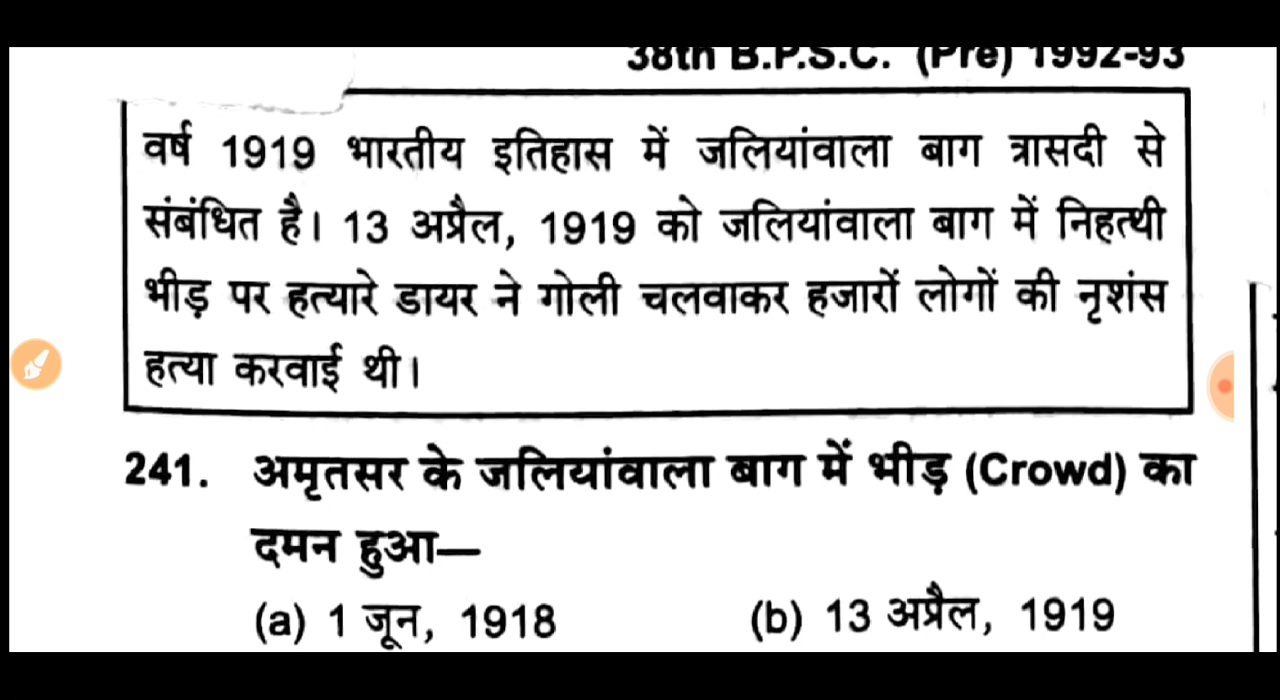 38th B.P.S.C. (Pre) 1992-93
वर्ष 1919 भारतीय इतिहास में जलियांवाला बाग त्रासदी से
संबंधित है। 13 अप्रैल, 1919 को जलियांवाला बाग में निहत्थी
भीड़ पर हत्यारे डायर ने गोली चलवाकर हजारों लोगों की नृशंस
हत्या करवाई थी।
241. अमृतसर के जलियांवाला बाग में भीड़ (Crowd) का
दमन हुआ—
(a) 1 जून, 1918 (b) 13 अप्रैल, 1919